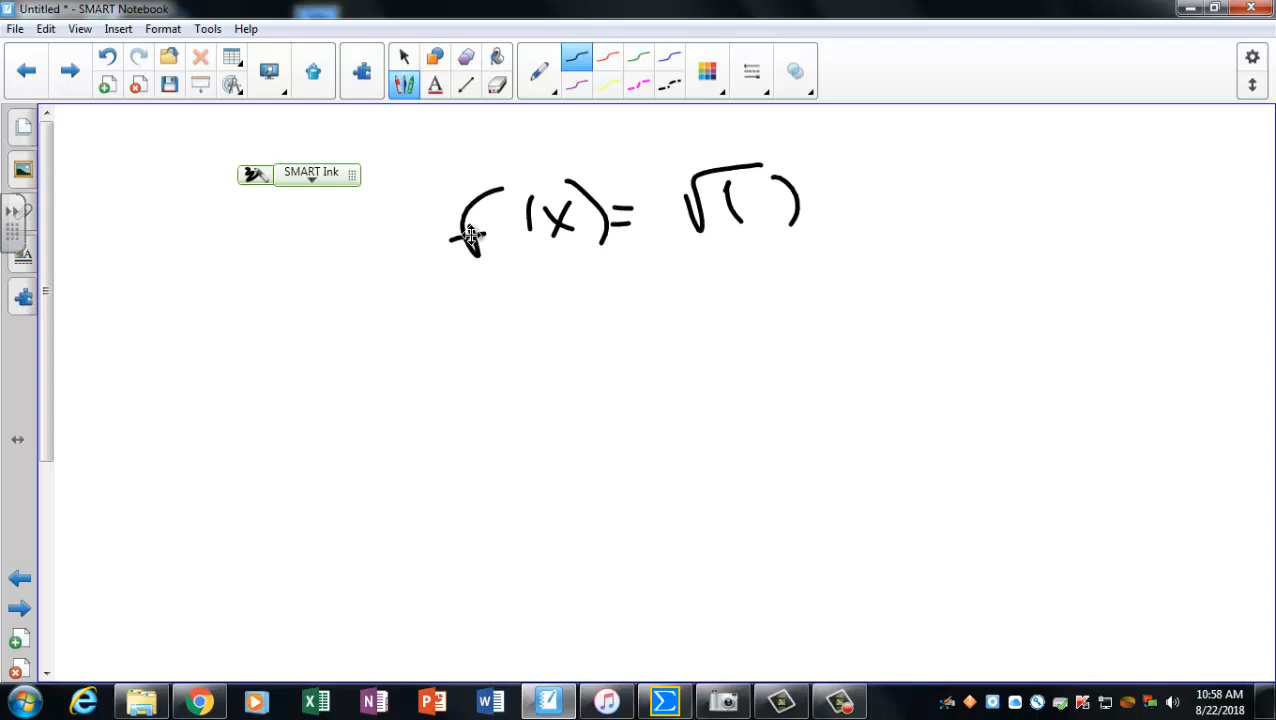 Untitled * - SMART Notebook
File Edit View Insert Format Tools Help
SMART Ink
f(x)= √( )
10:58 AM
8/22/2018